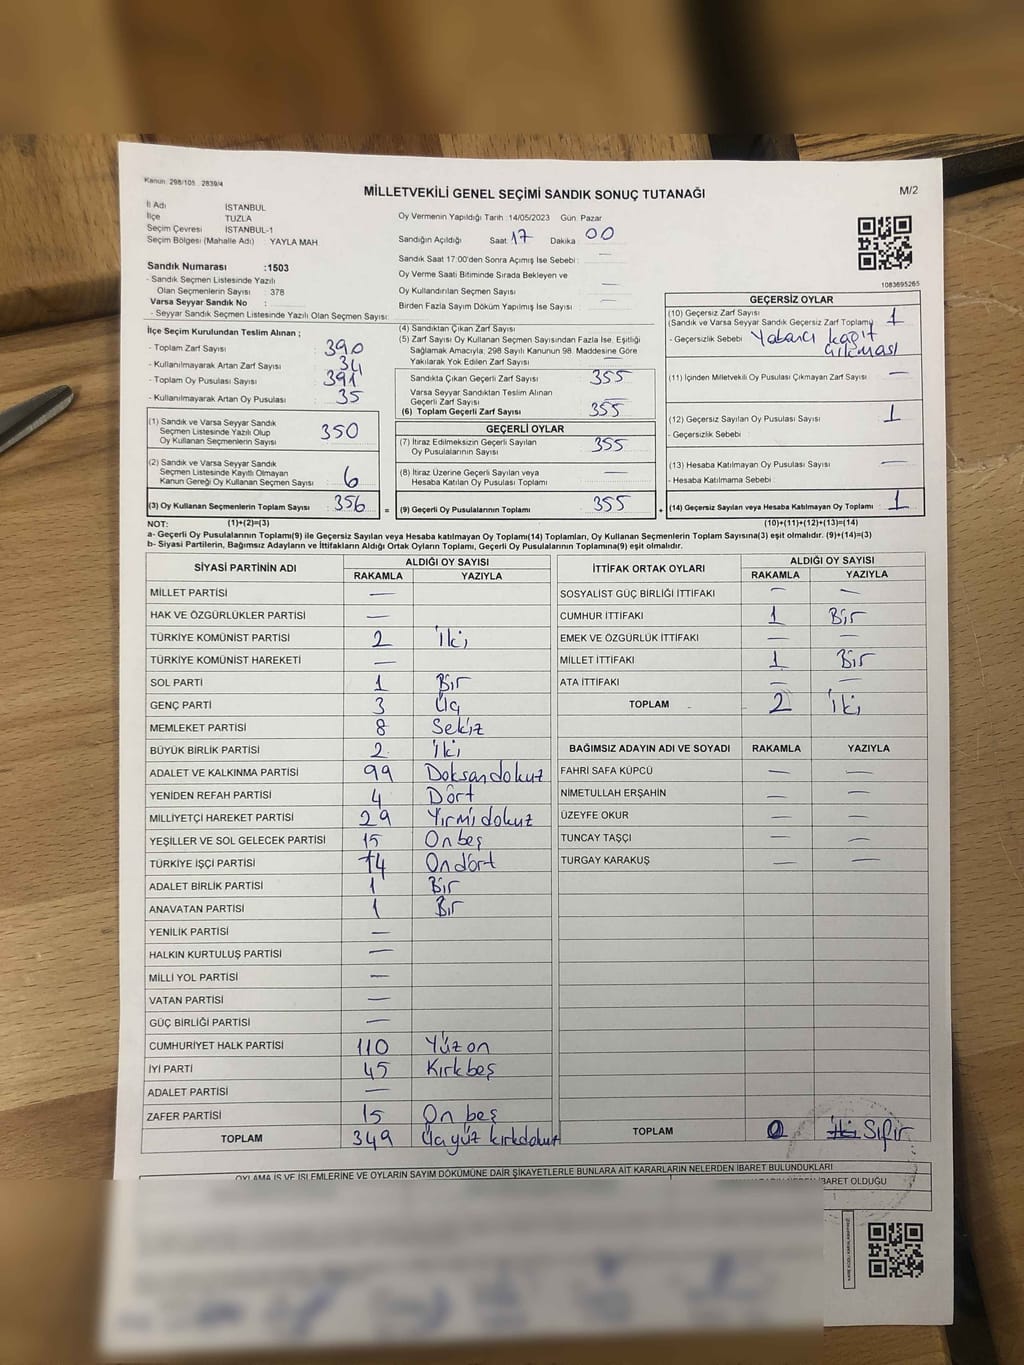 Kanun 298/105 2839/4
MİLLETVEKİLİ GENEL SEÇİMİ SANDIK SONUÇ TUTANAĞI
M/2
İl Adı İSTANBUL
İlçe TUZLA
Seçim Çevresi İSTANBUL-1
Seçim Bölgesi (Mahalle Adı) : YAYLA MAH
Sandık Numarası :1503
- Sandık Seçmen Listesinde Yazılı
Olan Seçmenlerin Sayısı : 378
Varsa Seyyar Sandık No :
- Seyyar Sandık Seçmen Listesinde Yazılı Olan Seçmen Sayısı:
Oy Vermenin Yapıldığı Tarih :14/05/2023 Gün: Pazar
Sandığın Açıldığı Saat: 17 Dakika : 00
Sandık Saat 17:00'den Sonra Açımış İse Sebebi : —
Oy Verme Saati Bitiminde Sırada Bekleyen ve
Oy Kullandırılan Seçmen Sayısı : —
Birden Fazla Sayım Döküm Yapılmış İse Sayısı : —
1083695265
İlçe Seçim Kurulundan Teslim Alınan ;
- Toplam Zarf Sayısı : 390
- Kullanılmayarak Artan Zarf Sayısı : 34
- Toplam Oy Pusulası Sayısı : 391
- Kullanılmayarak Artan Oy Pusulası : 35
(1) Sandık ve Varsa Seyyar Sandık
Seçmen Listesinde Yazılı Olup
Oy Kullanan Seçmenlerin Sayısı 350
(2) Sandık ve Varsa Seyyar Sandık
Seçmen Listesinde Kayıtlı Olmayan
Kanun Gereği Oy Kullanan Seçmen Sayısı : 6
(3) Oy Kullanan Seçmenlerin Toplam Sayısı : 356
(4) Sandıktan Çıkan Zarf Sayısı
(5) Zarf Sayısı Oy Kullanan Seçmen Sayısından Fazla İse, Eşitliği
Sağlamak Amacıyla; 298 Sayılı Kanunun 98. Maddesine Göre
Yakılarak Yok Edilen Zarf Sayısı : —
Sandıkta Çıkan Geçerli Zarf Sayısı 355
Varsa Seyyar Sandıktan Teslim Alınan
Geçerli Zarf Sayısı :
(6) Toplam Geçerli Zarf Sayısı 355
GEÇERLİ OYLAR
(7) İtiraz Edilmeksizin Geçerli Sayılan
Oy Pusulalarının Sayısı 355
(8) İtiraz Üzerine Geçerli Sayılan veya
Hesaba Katılan Oy Pusulası Toplamı —
= (9) Geçerli Oy Pusulalarının Toplamı 355
GEÇERSİZ OYLAR
(10) Geçersiz Zarf Sayısı
(Sandık ve Varsa Seyyar Sandık Geçersiz Zarf Toplamı) 1
- Geçersizlik Sebebi : Yabancı kağıt
çıkması
(11) İçinden Milletvekili Oy Pusulası Çıkmayan Zarf Sayısı : —
(12) Geçersiz Sayılan Oy Pusulası Sayısı : 1
- Geçersizlik Sebebi :
(13) Hesaba Katılmayan Oy Pusulası Sayısı : —
- Hesaba Katılmama Sebebi :
+ (14) Geçersiz Sayılan veya Hesaba Katılmayan Oy Toplamı : 1
NOT: (1)+(2)=(3) (10)+(11)+(12)+(13)=(14)
a- Geçerli Oy Pusulalarının Toplamı(9) ile Geçersiz Sayılan veya Hesaba katılmayan Oy Toplamı(14) Toplamları, Oy Kullanan Seçmenlerin Toplam Sayısına(3) eşit olmalıdır. (9)+(14)=(3)
b- Siyasi Partilerin, Bağımsız Adayların ve İttifakların Aldığı Ortak Oyların Toplamı, Geçerli Oy Pusulalarının Toplamına(9) eşit olmalıdır.
SİYASİ PARTİNİN ADI ALDIĞI OY SAYISI
RAKAMLA YAZIYLA
MİLLET PARTİSİ —
HAK VE ÖZGÜRLÜKLER PARTİSİ —
TÜRKİYE KOMÜNİST PARTİSİ 2 İki
TÜRKİYE KOMÜNİST HAREKETİ —
SOL PARTİ 1 Bir
GENÇ PARTİ 3 Üç
MEMLEKET PARTİSİ 8 Sekiz
BÜYÜK BİRLİK PARTİSİ 2 İki
ADALET VE KALKINMA PARTİSİ 99 Doksandokuz
YENİDEN REFAH PARTİSİ 4 Dört
MİLLİYETÇİ HAREKET PARTİSİ 29 Yirmidokuz
YEŞİLLER VE SOL GELECEK PARTİSİ 15 Onbeş
TÜRKİYE İŞÇİ PARTİSİ 14 Ondört
ADALET BİRLİK PARTİSİ 1 Bir
ANAVATAN PARTİSİ 1 Bir
YENİLİK PARTİSİ —
HALKIN KURTULUŞ PARTİSİ —
MİLLİ YOL PARTİSİ —
VATAN PARTİSİ —
GÜÇ BİRLİĞİ PARTİSİ —
CUMHURİYET HALK PARTİSİ 110 Yüzon
İYİ PARTİ 45 Kırkbeş
ADALET PARTİSİ —
ZAFER PARTİSİ 15 On beş
TOPLAM 349 Üçyüz kırkdokuz
İTTİFAK ORTAK OYLARI ALDIĞI OY SAYISI
RAKAMLA YAZIYLA
SOSYALİST GÜÇ BİRLİĞİ İTTİFAKI — —
CUMHUR İTTİFAKI 1 Bir
EMEK VE ÖZGÜRLÜK İTTİFAKI — —
MİLLET İTTİFAKI 1 Bir
ATA İTTİFAKI — —
TOPLAM 2 İki
BAĞIMSIZ ADAYIN ADI VE SOYADI RAKAMLA YAZIYLA
FAHRİ SAFA KÜPCÜ — —
NİMETULLAH ERŞAHİN — —
ÜZEYFE OKUR — —
TUNCAY TAŞÇI — —
TURGAY KARAKUŞ — —
TOPLAM 0 İki Sıfır
OYLAMA İŞ VE İŞLEMLERİNE VE OYLARIN SAYIM DÖKÜMÜNE DAİR ŞİKAYETLERLE BUNLARA AİT KARARLARIN NELERDEN İBARET BULUNDUKLARI
İBARET OLDUĞU